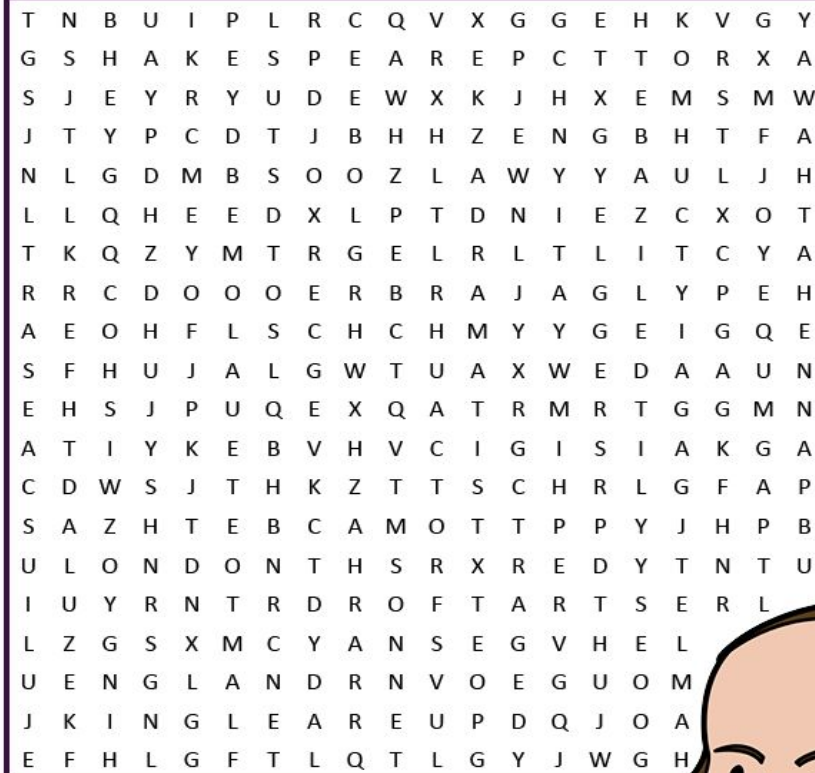 T N B U I P L R C Q V X G G E H K V G Y
G S H A K E S P E A R E P C T T O R X A
S J E Y R Y U D E W X K J H X E M S M W
J T Y P C D T J B H H Z E N G B H T F A
N L G D M B S O O Z L A W Y Y A U L J H
L L Q H E E D X L P T D N I E Z C X O T
T K Q Z Y M T R G E L R L T L I T C Y A
R R C D O O O E R B R A J A G L Y P E H
A E O H F L S C H C H M Y Y G E I G Q E
S F H U J A L G W T U A X W E D A A U N
E H S J P U Q E X Q A T R M R T G G M N
A T I Y K E B V H V C I G I S I A K G A
C D W S J T H K Z T T S C H R L G F A P
S A Z H T E B C A M O T T P P Y J H P B
U L O N D O N T H S R X R E D Y T N T U
I U Y R N T R D R O F T A R T S E R L
L Z G S X M C Y A N S E G V H E L
U E N G L A N D R N V O E G U O M
J K I N G L E A R E U P D Q J O A
E F H L G F T L Q T L G Y J W G H